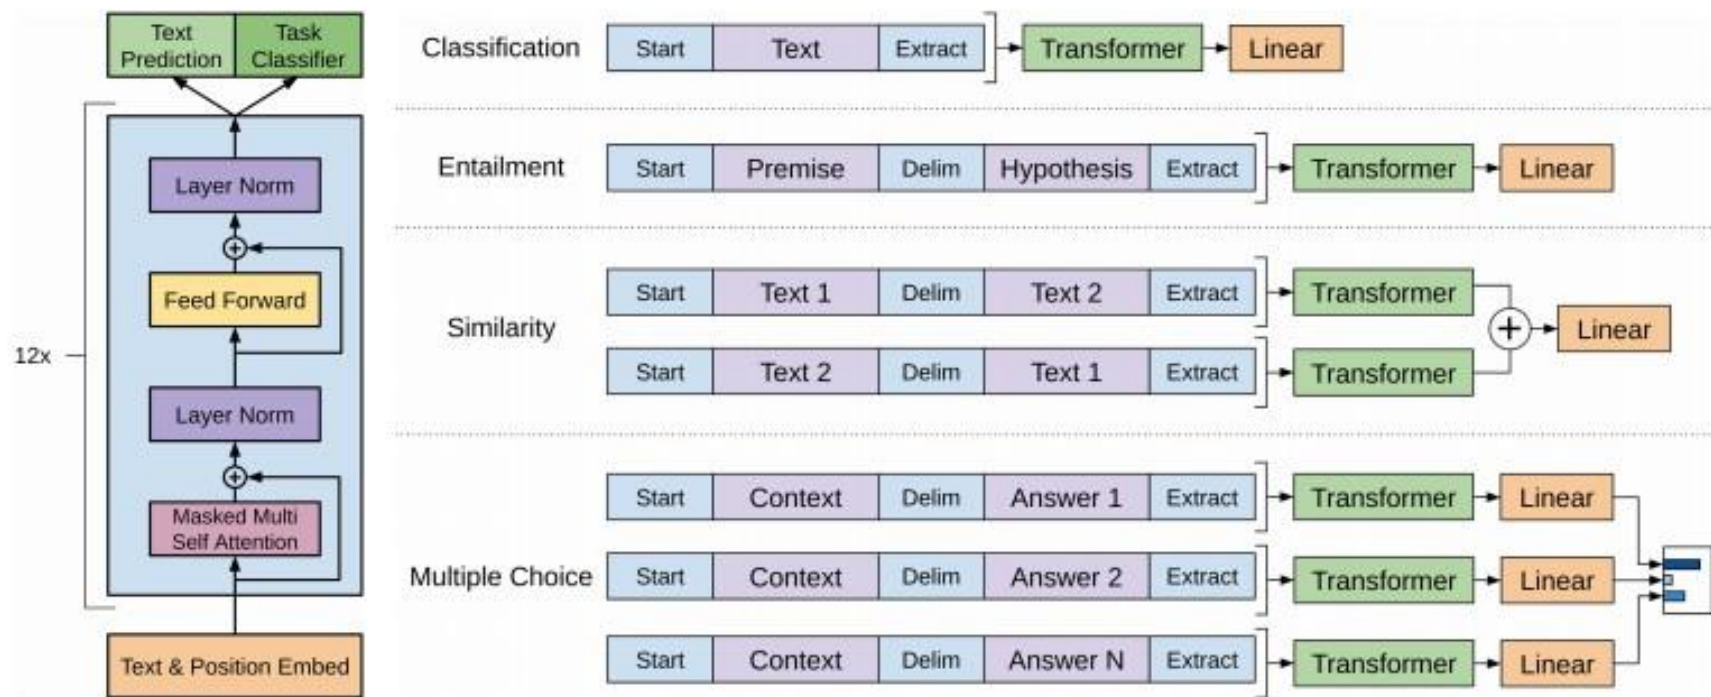 Text
Prediction
Task
Classifier
Layer Norm
Feed Forward
12x
Layer Norm
Masked Multi
Self Attention
Text & Position Embed
Classification Start Text Extract Transformer Linear
Entailment Start Premise Delim Hypothesis Extract Transformer Linear
Similarity
Start Text 1 Delim Text 2 Extract Transformer
Start Text 2 Delim Text 1 Extract Transformer
Linear
Multiple Choice
Start Context Delim Answer 1 Extract Transformer Linear
Start Context Delim Answer 2 Extract Transformer Linear
Start Context Delim Answer N Extract Transformer Linear